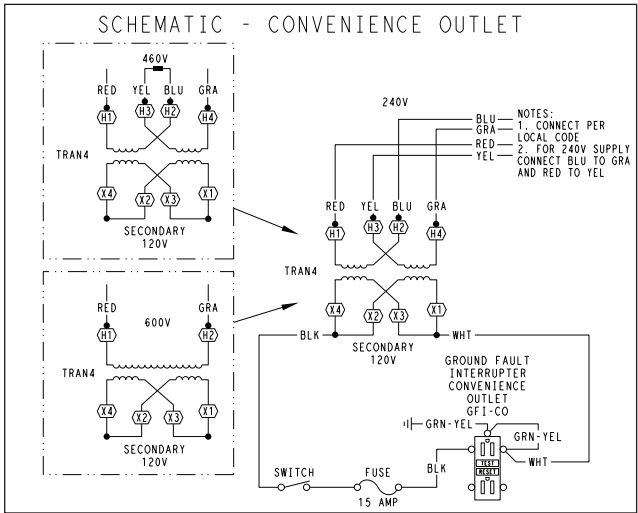 SCHEMATIC - CONVENIENCE OUTLET
460V
RED YEL BLU GRA
H1 H3 H2 H4
TRAN4
X4 X2 X3 X1
SECONDARY
120V
600V
RED GRA
H1 H2
TRAN4
X4 X2 X3 X1
SECONDARY
120V
240V
BLU
GRA
RED
YEL
NOTES:
1. CONNECT PER
LOCAL CODE
2. FOR 240V SUPPLY
CONNECT BLU TO GRA
AND RED TO YEL
RED YEL BLU GRA
H1 H3 H2 H4
TRAN4
X4 X2 X3 X1
BLK
WHT
SECONDARY
120V
GROUND FAULT
INTERRUPTER
CONVENIENCE
OUTLET
GFI-CO
GRN-YEL
GRN-YEL
WHT
BLK
TEST
RESET
SWITCH
FUSE
15 AMP